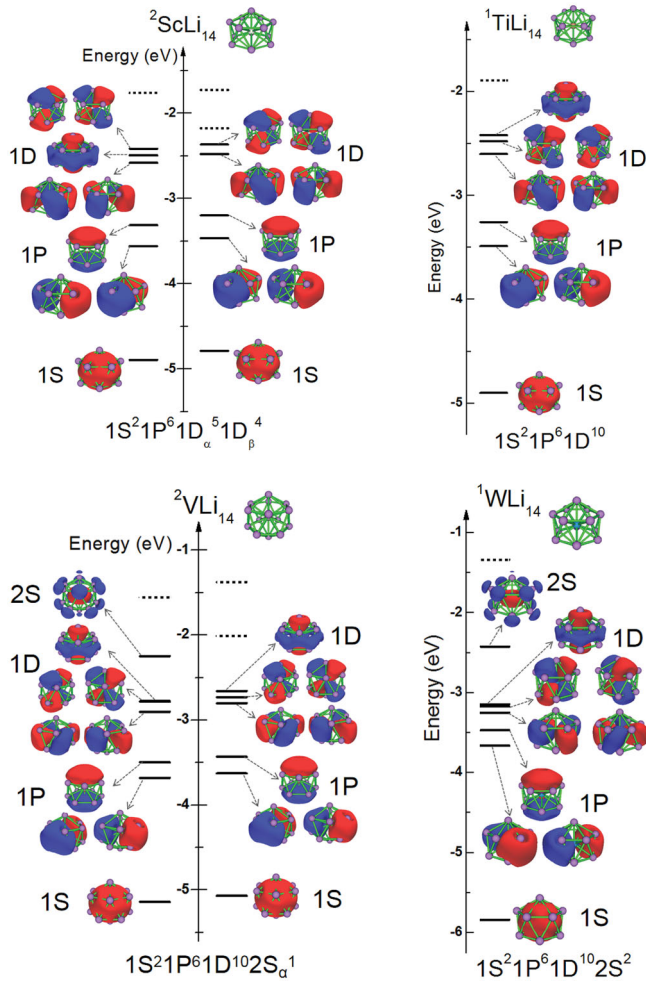 ²ScLi₁₄
Energy (eV)
-2
-3
-4
-5
1D
1P
1S
1D
1P
1S
1S²1P⁶1Dα⁵1Dβ⁴
¹TiLi₁₄
Energy (eV)
-2
-3
-4
-5
1D
1P
1S
1S²1P⁶1D¹⁰
²VLi₁₄
Energy (eV)
-1
-2
-3
-4
-5
2S
1D
1P
1S
1D
1P
1S
1S²1P⁶1D¹⁰2Sα¹
¹WLi₁₄
Energy (eV)
-1
-2
-3
-4
-5
-6
2S
1D
1P
1S
1S²1P⁶1D¹⁰2S²